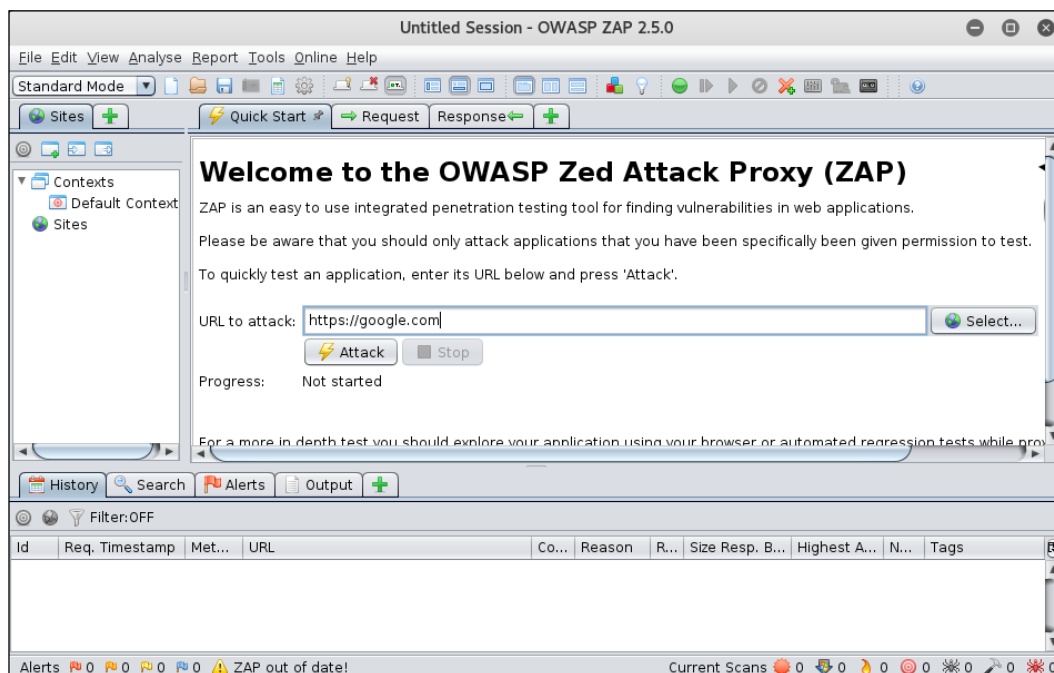 Untitled Session - OWASP ZAP 2.5.0
File Edit View Analyse Report Tools Online Help
Standard Mode
Sites
Quick Start
Request
Response
Contexts
Default Context
Sites
Welcome to the OWASP Zed Attack Proxy (ZAP)
ZAP is an easy to use integrated penetration testing tool for finding vulnerabilities in web applications.
Please be aware that you should only attack applications that you have been specifically been given permission to test.
To quickly test an application, enter its URL below and press 'Attack'.
URL to attack: https://google.com Select...
Attack Stop
Progress: Not started
For a more in depth test you should explore your application using your browser or automated regression tests while
History Search Alerts Output
Filter:OFF
Id Req. Timestamp Met... URL Co... Reason R... Size Resp. B... Highest A... N... Tags
Alerts 0 0 0 0 ZAP out of date! Current Scans 0 0 0 0 0 0 0